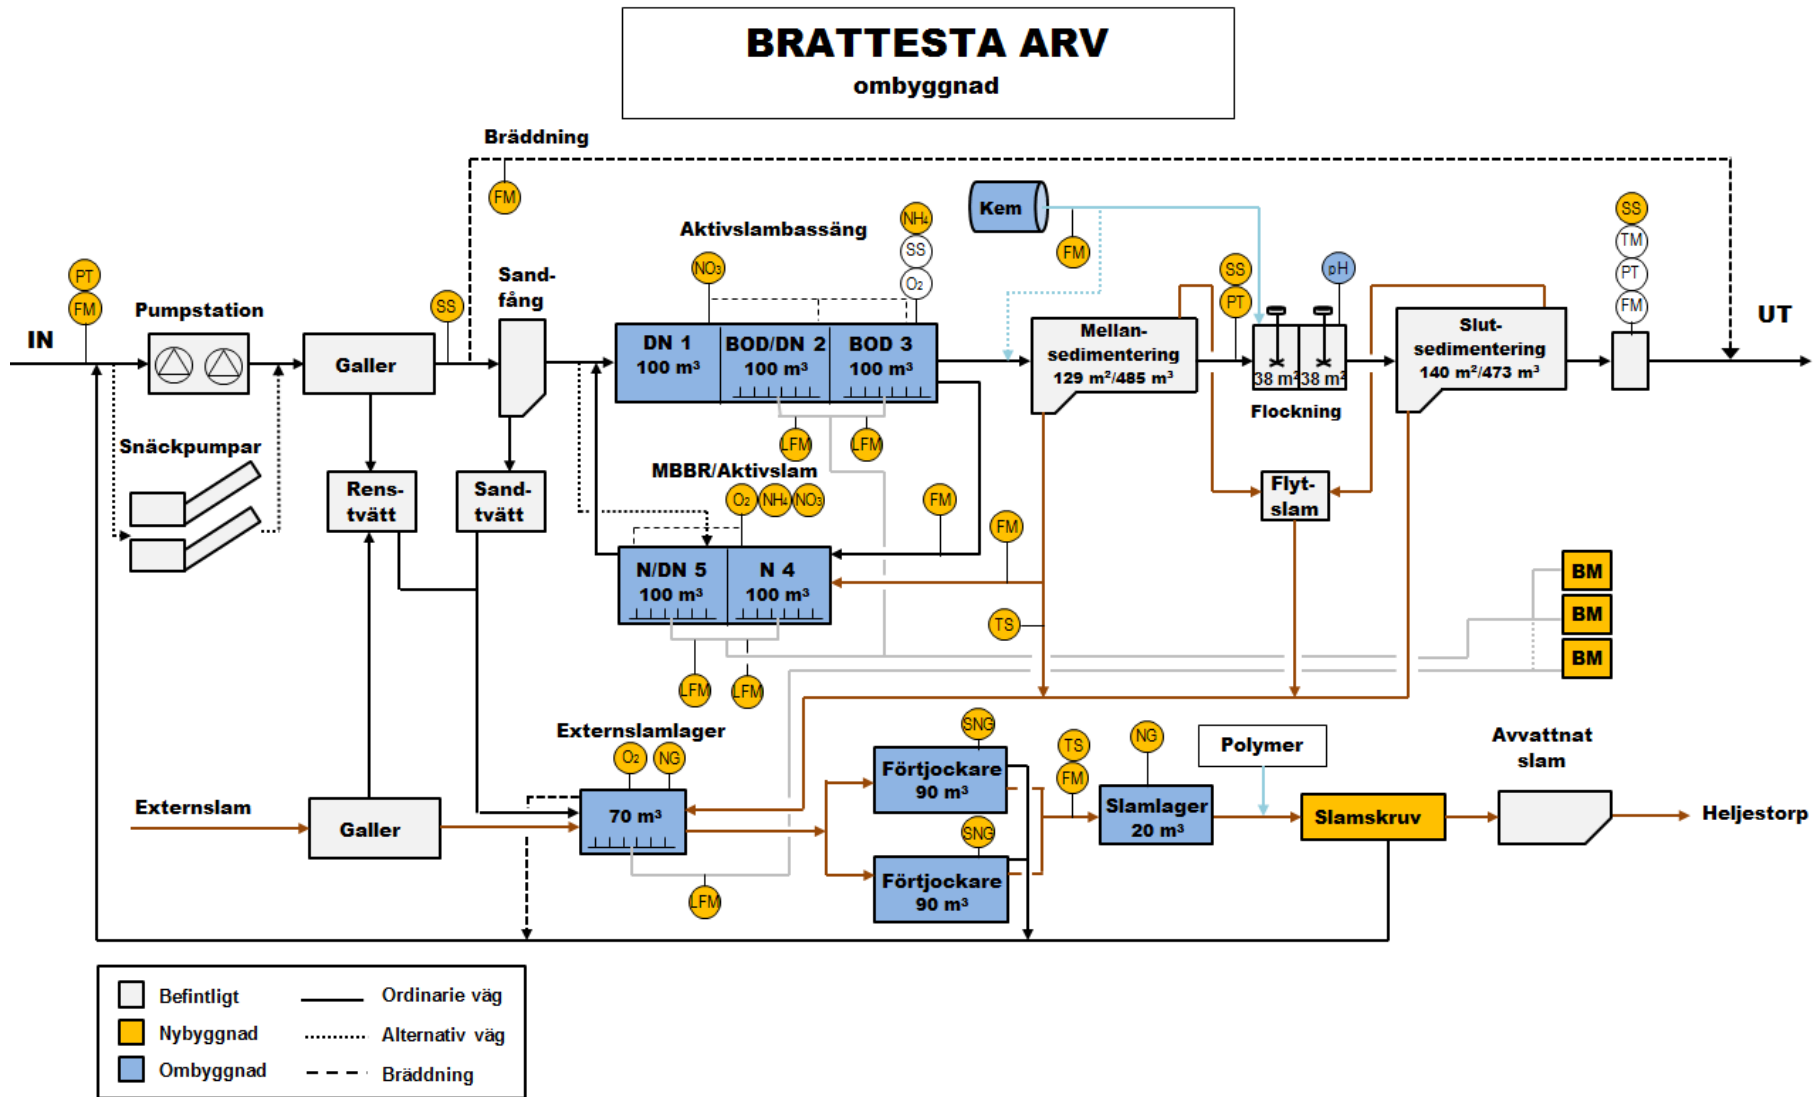 BRATTESTA ARV
ombyggnad
Bräddning
FM
Kem
FM
NH₄
SS
O₂
Aktivslambassäng
NO₃
SS
TM
PT
FM
PT
FM
Pumpstation
SS
Sand-
fång
SS
PT
pH
IN
UT
Galler
DN 1
100 m³
BOD/DN 2
100 m³
BOD 3
100 m³
Mellan-
sedimentering
129 m²/485 m³
38 m²
38 m²
Flockning
Slut-
sedimentering
140 m²/473 m³
Snäckpumpar
LFM
LFM
MBBR/Aktivslam
O₂
NH₄
NO₃
FM
FM
Rens-
tvätt
Sand-
tvätt
Flyt-
slam
N/DN 5
100 m³
N 4
100 m³
TS
BM
BM
BM
LFM
LFM
Externslamlager
O₂
NG
SNG
TS
FM
NG
Polymer
Avvattnat
slam
Externslam
Galler
70 m³
Förtjockare
90 m³
Slamlager
20 m³
Slamskruv
Heljestorp
SNG
Förtjockare
90 m³
LFM
Befintligt
Ordinarie väg
Nybyggnad
Alternativ väg
Ombyggnad
Bräddning